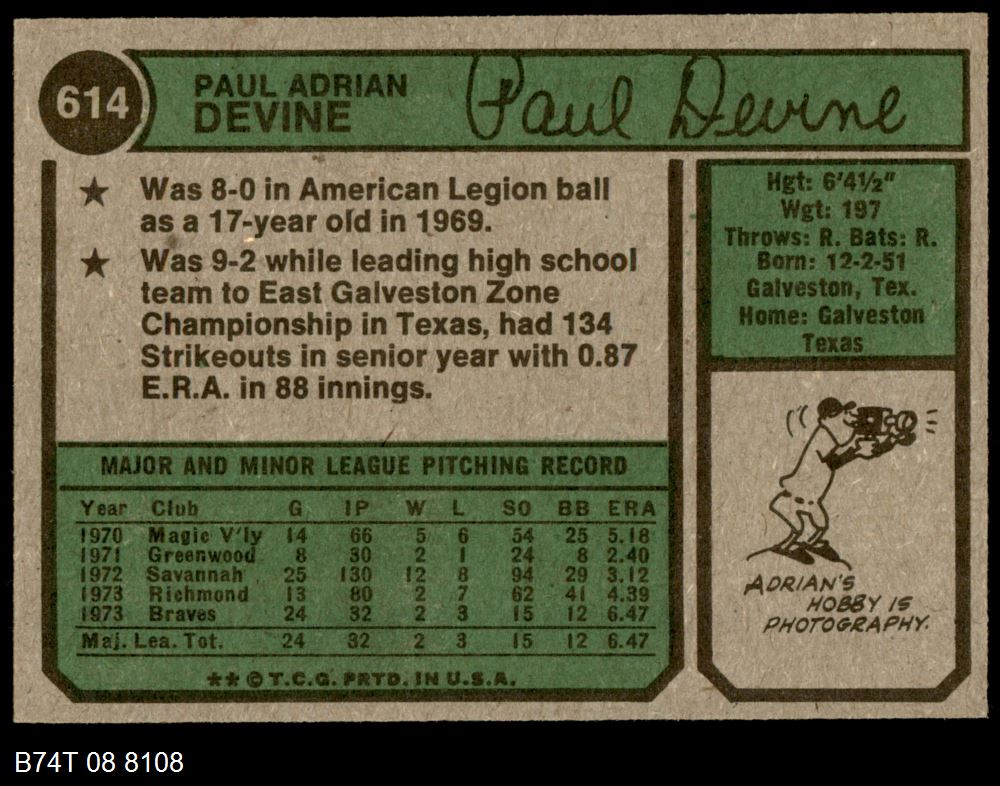 614
PAUL ADRIAN
DEVINE
Paul Devine
★ Was 8-0 in American Legion ball
as a 17-year old in 1969.
★ Was 9-2 while leading high school
team to East Galveston Zone
Championship in Texas, had 134
Strikeouts in senior year with 0.87
E.R.A. in 88 innings.
Hgt: 6'4½"
Wgt: 197
Throws: R. Bats: R.
Born: 12-2-51
Galveston, Tex.
Home: Galveston
Texas
MAJOR AND MINOR LEAGUE PITCHING RECORD
Year Club G IP W L SO BB ERA
1970 Magic V'ly 14 66 5 6 54 25 5.18
1971 Greenwood 8 30 2 1 24 8 2.40
1972 Savannah 25 130 12 8 94 29 3.12
1973 Richmond 13 80 2 7 62 41 4.39
1973 Braves 24 32 2 3 15 12 6.47
Maj. Lea. Tot. 24 32 2 3 15 12 6.47
** © T.C.G. PRTD. IN U.S.A.
ADRIAN'S
HOBBY IS
PHOTOGRAPHY.
B74T 08 8108